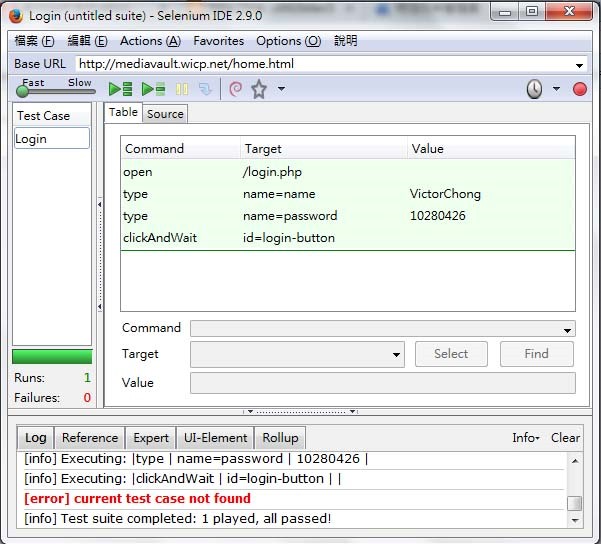 Login (untitled suite) - Selenium IDE 2.9.0
檔案 (F) 編輯 (E) Actions (A) Favorites Options (O) 說明
Base URL http://mediavault.wicp.net/home.html
Fast Slow
Test Case
Login
Table Source
Command Target Value
open /login.php
type name=name VictorChong
type name=password 10280426
clickAndWait id=login-button
Command
Target Select Find
Value
Runs: 1
Failures: 0
Log Reference Expert UI-Element Rollup Info Clear
[info] Executing: |type | name=password | 10280426 |
[info] Executing: |clickAndWait | id=login-button | |
[error] current test case not found
[info] Test suite completed: 1 played, all passed!